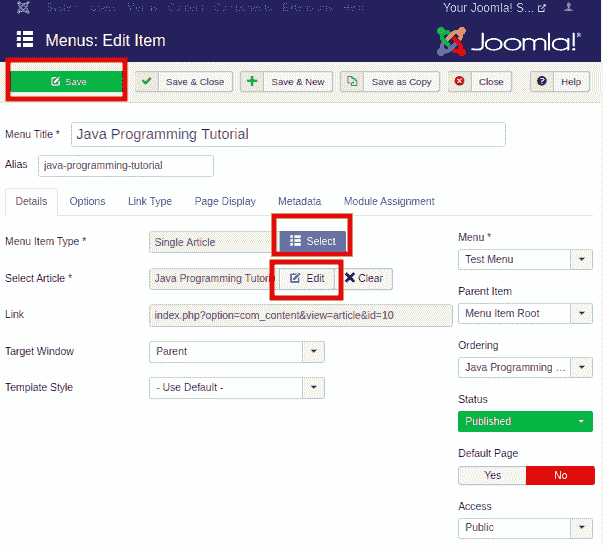 System Users Menus Content Components Extensions Help Your Joomla! S...
Menus: Edit Item Joomla!®
Save Save & Close Save & New Save as Copy Close Help
Menu Title * Java Programming Tutorial
Alias java-programming-tutorial
Details Options Link Type Page Display Metadata Module Assignment
Menu Item Type * Single Article Select
Select Article * Java Programming Tutoria Edit Clear
Link index.php?option=com_content&view=article&id=10
Target Window Parent
Template Style - Use Default -
Menu *
Test Menu
Parent Item
Menu Item Root
Ordering
Java Programming ...
Status
Published
Default Page
Yes No
Access
Public